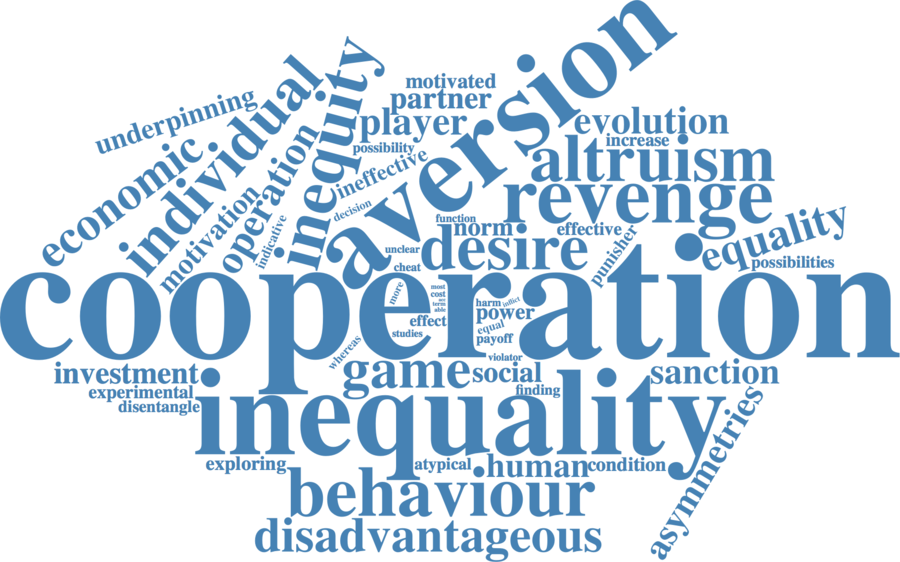 motivated
partner
player
possibility
ineffective
decision
aversion
evolution
increase
altruism
revenge
underpinning
economic
individual
motivation
operation
indicative
inequity
function
norm
effective
unclear
desire
punisher
equality
possibilities
cheat
cooperation
more
most
cost
term
able
harm
inflict
power
equal
effect
payoff
studies
whereas
violator
investment
experimental
disentangle
game
social
finding
sanction
inequality
asymmetries
exploring
atypical
human
condition
behaviour
disadvantageous